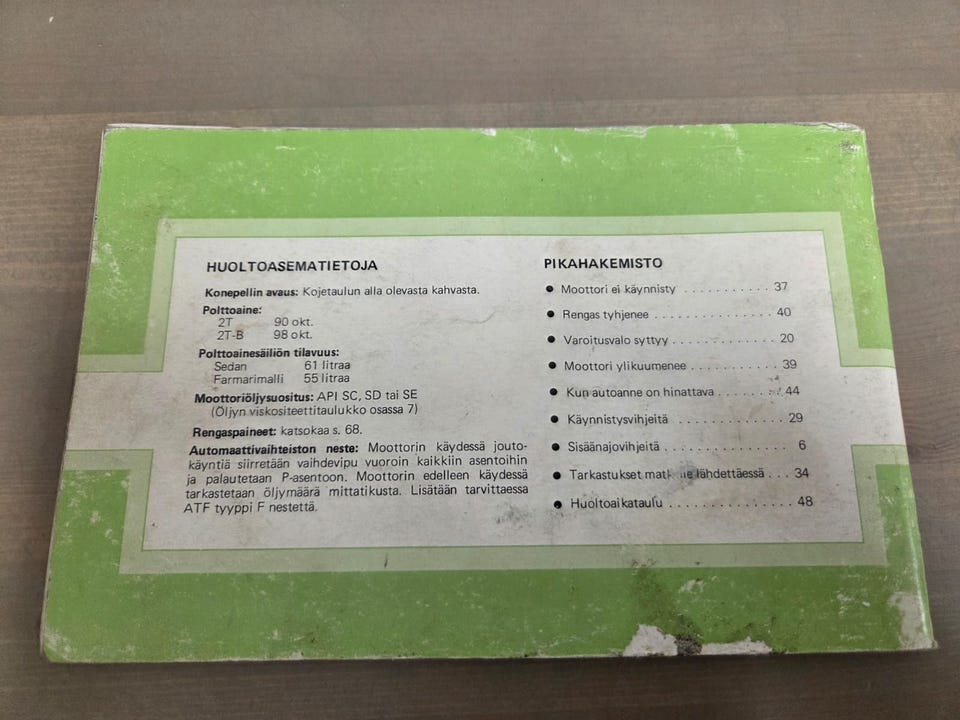 HUOLTOASEMATIETOJA
Konepellin avaus: Kojetaulun alla olevasta kahvasta.
Polttoaine:
2T 90 okt.
2T-B 98 okt.
Polttoainesäiliön tilavuus:
Sedan 61 litraa
Farmarimalli 55 litraa
Moottoriöljysuositus: API SC, SD tai SE
(Öljyn viskositeettitaulukko osassa 7)
Rengaspaineet: katsokaa s. 68.
Automaattivaihteiston neste: Moottorin käydessä jouto-
käyntiä siirretään vaihdevipu vuoroin kaikkiin asentoihin
ja palautetaan P-asentoon. Moottorin edelleen käydessä
tarkastetaan öljymäärä mittatikusta. Lisätään tarvittaessa
ATF tyyppi F nestettä.
PIKAHAKEMISTO
● Moottori ei käynnisty . . . . . . . . . . . 37
● Rengas tyhjenee . . . . . . . . . . . . . . . 40
● Varoitusvalo syttyy . . . . . . . . . . . . . 20
● Moottori ylikuumenee . . . . . . . . . . . 39
● Kun autoanne on hinattava . . . . . . . . 44
● Käynnistysvihjeitä . . . . . . . . . . . . . . 29
● Sisäänajovihjeitä . . . . . . . . . . . . . . . 6
● Tarkastukset lähdettäessä . . . 34
● Huoltoaikataulu . . . . . . . . . . . . . . . 48